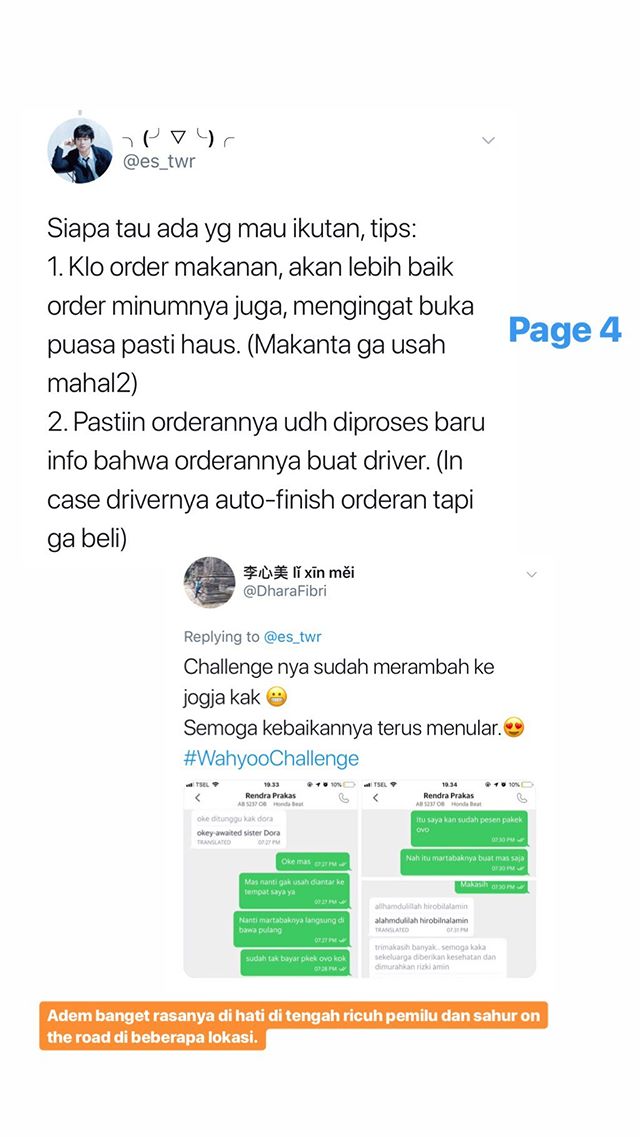 ╮(╯▽╰)╭
@es_twr
Siapa tau ada yg mau ikutan, tips:
1. Klo order makanan, akan lebih baik
order minumnya juga, mengingat buka
puasa pasti haus. (Makanta ga usah
mahal2)
2. Pastiin orderannya udh diproses baru
info bahwa orderannya buat driver. (In
case drivernya auto-finish orderan tapi
ga beli)
Page 4
李心美 lǐ xīn měi
@DharaFibri
Replying to @es_twr
Challenge nya sudah merambah ke
jogja kak 😬
Semoga kebaikannya terus menular.😍
#WahyooChallenge
TSEL 19.33 10%
Rendra Prakas
AB 5237 OB Honda Beat
oke ditunggu kak dora
okey-awaited sister Dora
TRANSLATED 07:27 PM
Oke mas 07:27 PM
Mas nanti gak usah diantar ke
tempat saya ya
07:27 PM
Nanti martabaknya langsung di
bawa pulang
07:27 PM
sudah tak bayar pkek ovo kok
07:28 PM
TSEL 19.34 10%
Rendra Prakas
AB 5237 OB Honda Beat
Itu saya kan sudah pesen pakek
ovo
07:30 PM
Nah itu martabaknya buat mas saja
07:30 PM
Makasih 07:30 PM
allhamdulillah hirobilalamin
alahmdulilah hirobilnalamin
TRANSLATED 07:31 PM
trimakasih banyak.. semoga kaka
sekeluarga diberikan kesehatan dan
dimurahkan rizki amin
Adem banget rasanya di hati di tengah ricuh pemilu dan sahur on
the road di beberapa lokasi.